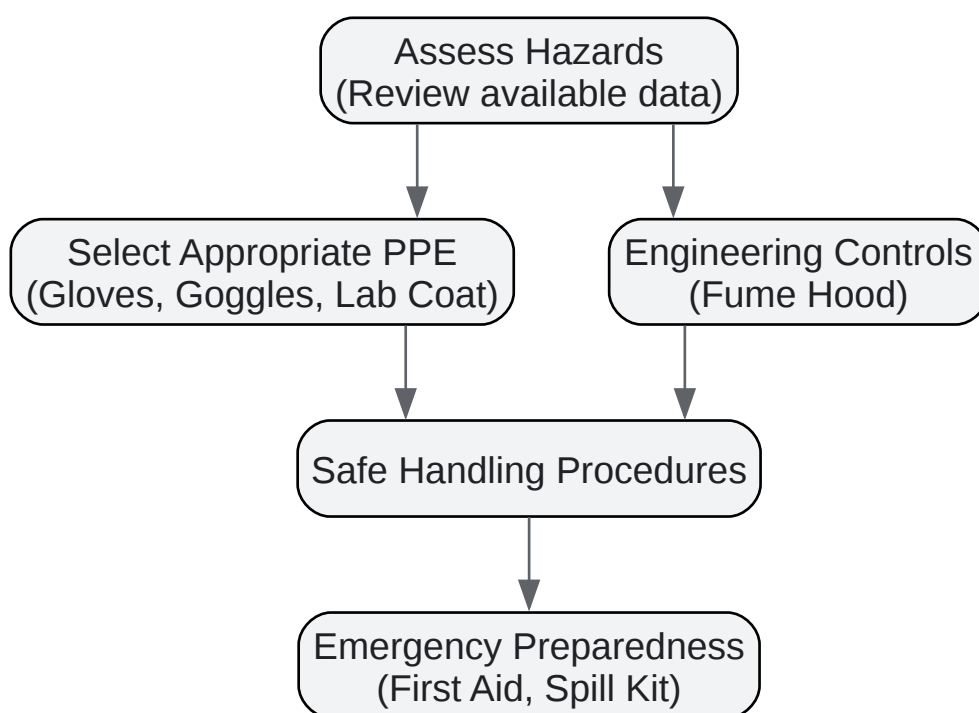 Assess Hazards
(Review available data)
Select Appropriate PPE
(Gloves, Goggles, Lab Coat)
Engineering Controls
(Fume Hood)
Safe Handling Procedures
Emergency Preparedness
(First Aid, Spill Kit)